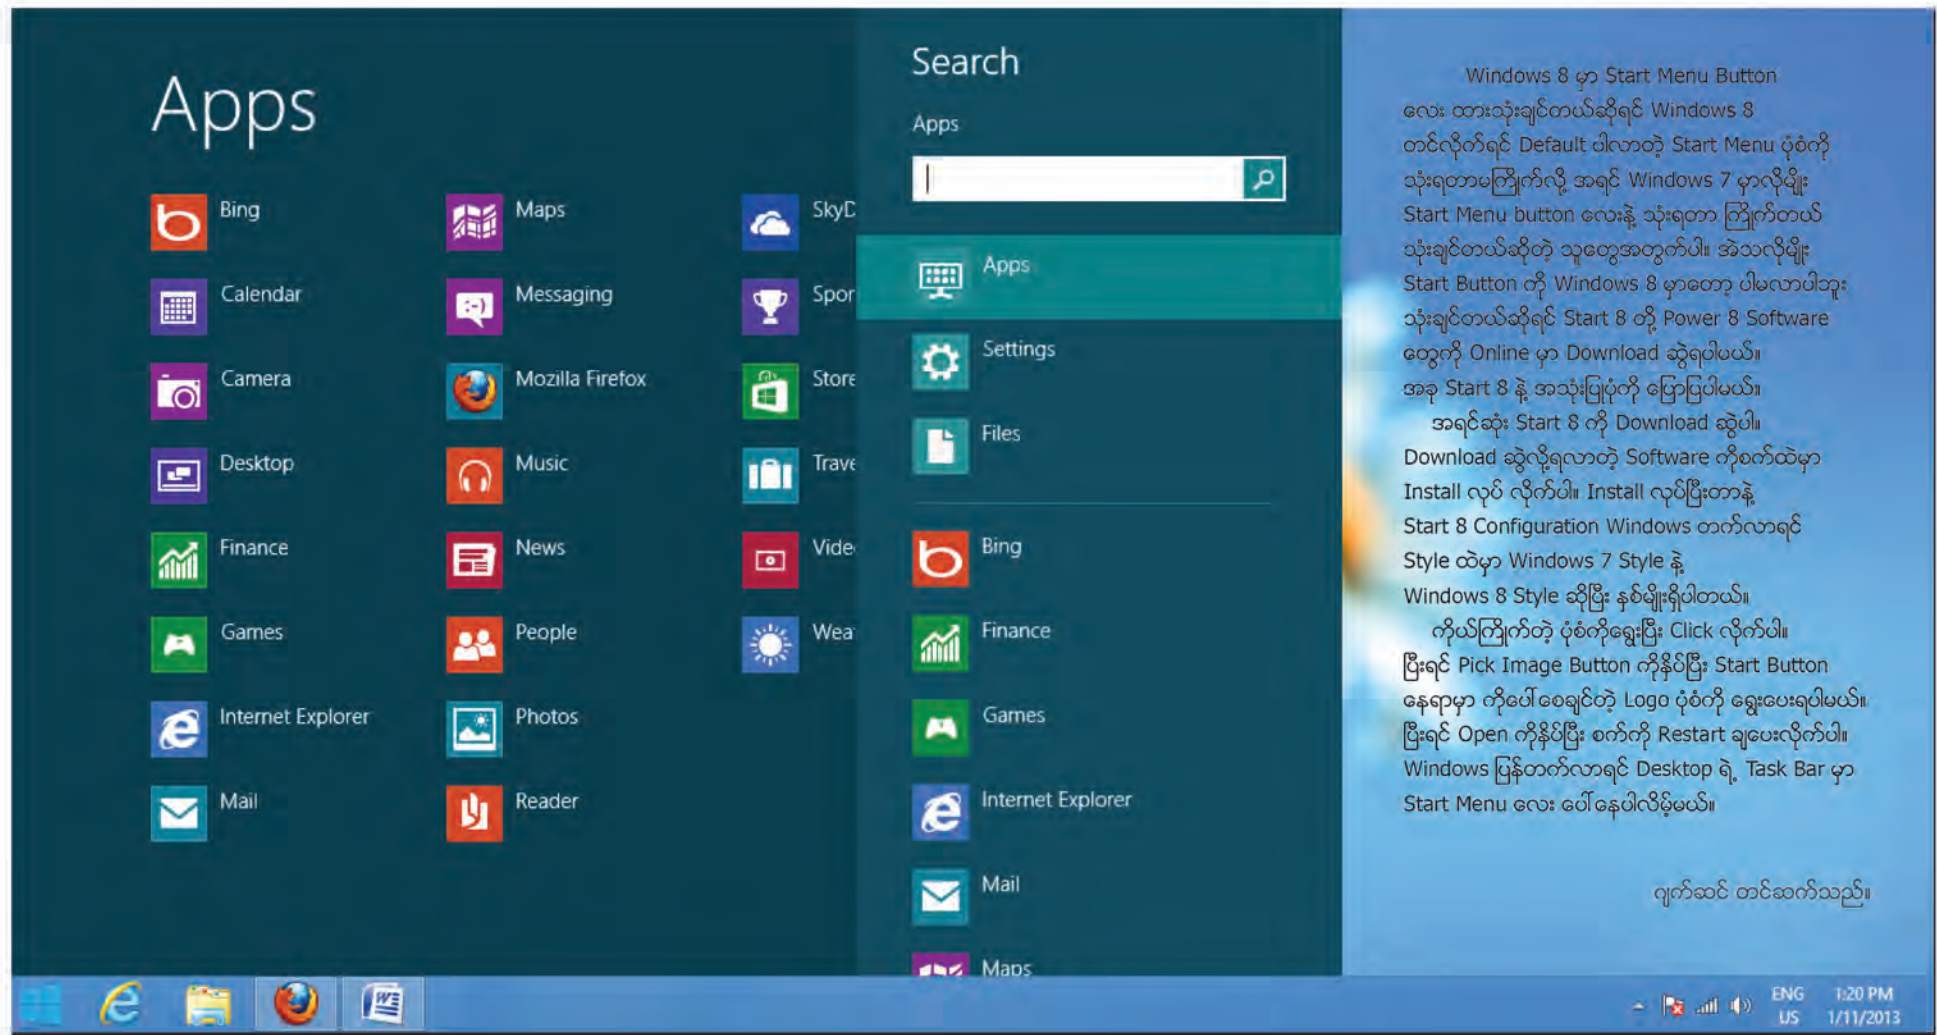 Apps
Bing
Calendar
Camera
Desktop
Finance
Games
Internet Explorer
Mail
Maps
Messaging
Mozilla Firefox
Music
News
People
Photos
Reader
SkyD
Spor
Store
Trave
Vide
Wea
Search
Apps
Apps
Settings
Files
Bing
Finance
Games
Internet Explorer
Mail
Maps
Windows 8 မှာ Start Menu Button
လေး ထားသုံးချင်တယ်ဆိုရင် Windows 8
တင်လိုက်ရင် Default ပါလာတဲ့ Start Menu ပုံစံကို
သုံးရတာမကြိုက်လို့ အရင် Windows 7 မှာလိုမျိုး
Start Menu button လေးနဲ့ သုံးရတာ ကြိုက်တယ်
သုံးချင်တယ်ဆိုတဲ့ သူတွေအတွက်ပါ။ အဲသလိုမျိုး
Start Button ကို Windows 8 မှာတော့ ပါမလာပါဘူး
သုံးချင်တယ်ဆိုရင် Start 8 တို့ Power 8 Software
တွေကို Online မှာ Download ဆွဲရပါမယ်။
အခု Start 8 နဲ့ အသုံးပြုပုံကို ပြောပြပါမယ်။
အရင်ဆုံး Start 8 ကို Download ဆွဲပါ။
Download ဆွဲလို့ရလာတဲ့ Software ကိုစက်ထဲမှာ
Install လုပ် လိုက်ပါ။ Install လုပ်ပြီးတာနဲ့
Start 8 Configuration Windows တက်လာရင်
Style ထဲမှာ Windows 7 Style နဲ့
Windows 8 Style ဆိုပြီး နှစ်မျိုးရှိပါတယ်။
ကိုယ်ကြိုက်တဲ့ ပုံစံကိုရွေးပြီး Click လိုက်ပါ။
ပြီးရင် Pick Image Button ကိုနှိပ်ပြီး Start Button
နေရာမှာ ကိုပေါ်စေချင်တဲ့ Logo ပုံစံကို ရွေးပေးရပါမယ်။
ပြီးရင် Open ကိုနှိပ်ပြီး စက်ကို Restart ချပေးလိုက်ပါ။
Windows ပြန်တက်လာရင် Desktop ရဲ့ Task Bar မှာ
Start Menu လေး ပေါ်နေပါလိမ့်မယ်။
ဂျက်ဆင် တင်ဆက်သည်။
ENG 1:20 PM
US 1/11/2013